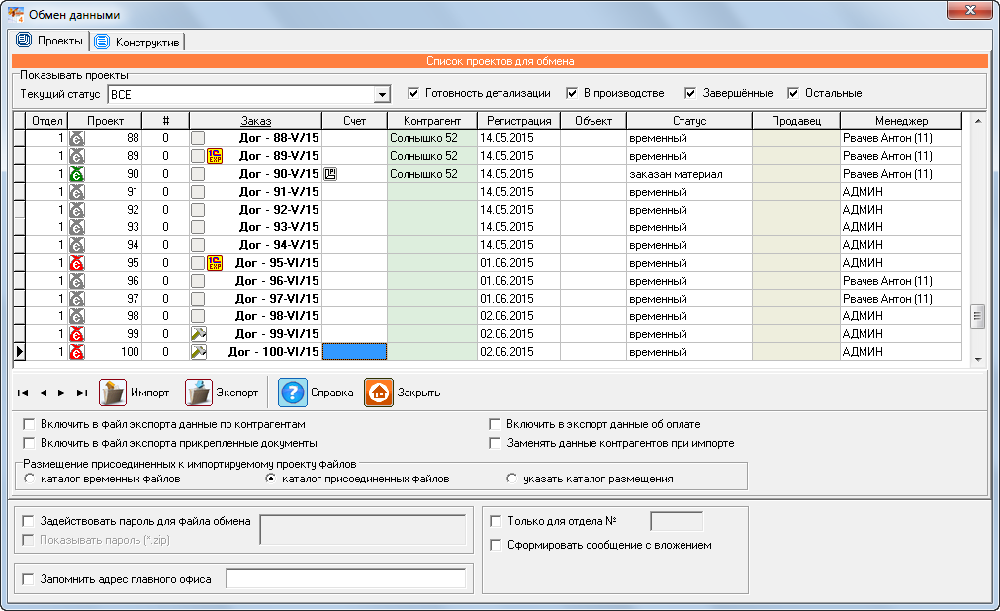 Обмен данными
Проекты Конструктив
Список проектов для обмена
Показывать проекты
Текущий статус ВСЕ Готовность детализации В производстве Завершённые Остальные
Отдел Проект # Заказ Счет Контрагент Регистрация Объект Статус Продавец Менеджер
1 88 0 Дог - 88-V/15 Солнышко 52 14.05.2015 временный Рвачев Антон (11)
1 89 0 1С EXP Дог - 89-V/15 Солнышко 52 14.05.2015 временный Рвачев Антон (11)
1 90 0 Дог - 90-V/15 Солнышко 52 14.05.2015 заказан материал Рвачев Антон (11)
1 91 0 Дог - 91-V/15 14.05.2015 временный АДМИН
1 92 0 Дог - 92-V/15 14.05.2015 временный АДМИН
1 93 0 Дог - 93-V/15 14.05.2015 временный АДМИН
1 94 0 Дог - 94-V/15 14.05.2015 временный АДМИН
1 95 0 1С EXP Дог - 95-VI/15 01.06.2015 временный АДМИН
1 96 0 Дог - 96-VI/15 01.06.2015 временный Рвачев Антон (11)
1 97 0 Дог - 97-VI/15 01.06.2015 временный Рвачев Антон (11)
1 98 0 Дог - 98-VI/15 02.06.2015 временный АДМИН
1 99 0 Дог - 99-VI/15 02.06.2015 временный АДМИН
1 100 0 Дог - 100-VI/15 02.06.2015 временный АДМИН
Импорт Экспорт Справка Закрыть
Включить в файл экспорта данные по контрагентам Включить в экспорт данные об оплате
Включить в файл экспорта прикрепленные документы Заменять данные контрагентов при импорте
Размещение присоединенных к импортируемому проекту файлов
каталог временных файлов каталог присоединенных файлов указать каталог размещения
Задействовать пароль для файла обмена Только для отдела №
Показывать пароль (*.zip) Сформировать сообщение с вложением
Запомнить адрес главного офиса